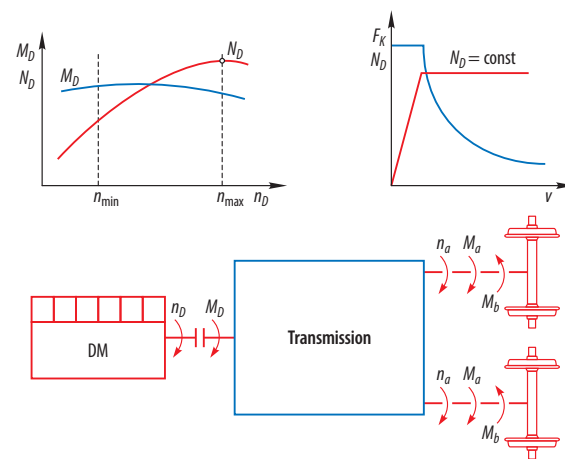 M_D
N_D
M_D
N_D
n_min
n_max
n_D
F_K
N_D
N_D = const
v
DM
n_D
M_D
Transmission
n_a
M_a
M_b
n_a
M_a
M_b